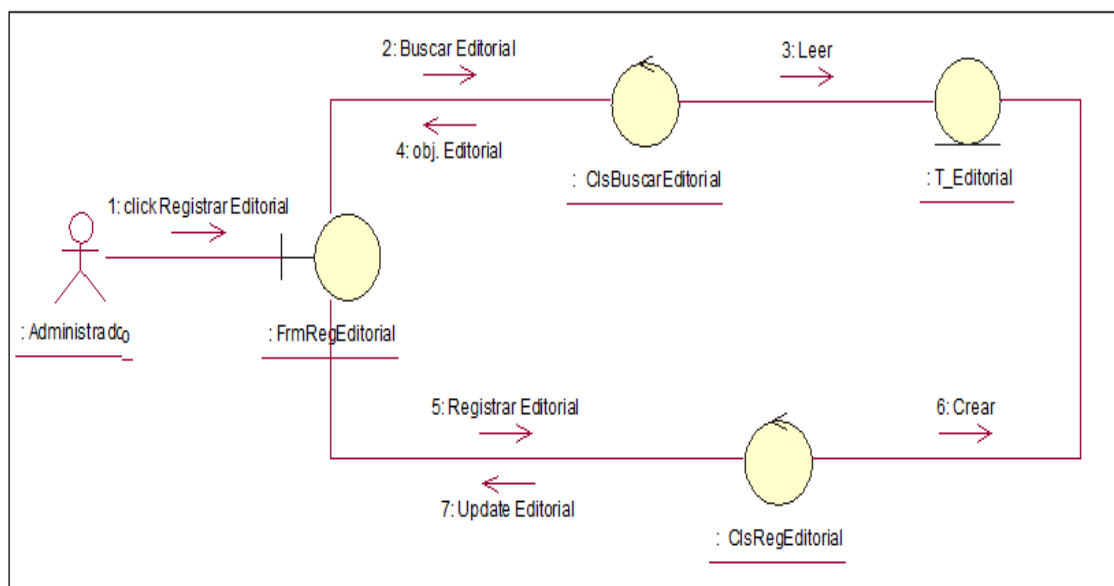 2: Buscar Editorial
3: Leer
4: obj. Editorial
: ClsBuscarEditorial
: T_Editorial
1: click Registrar Editorial
: Administrado
: FrmRegEditorial
5: Registrar Editorial
6: Crear
7: Update Editorial
: ClsRegEditorial